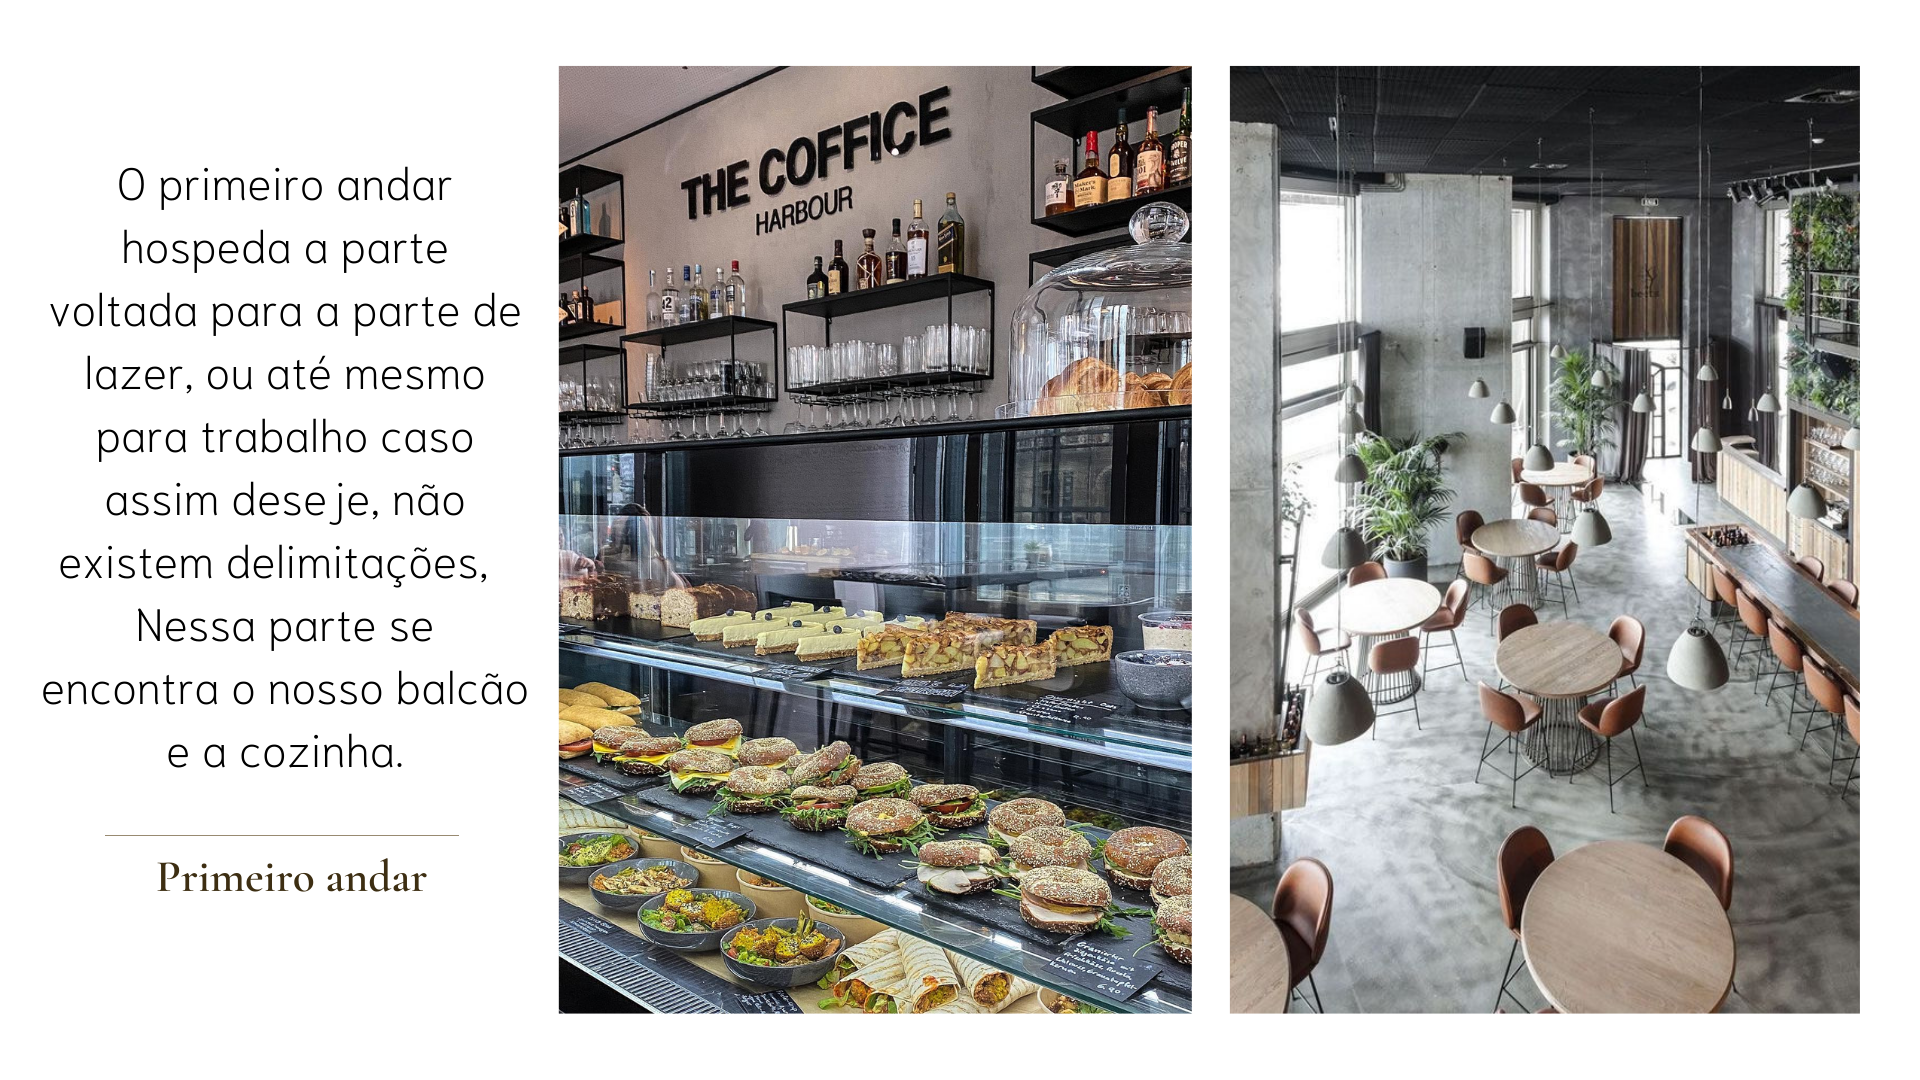 O primeiro andar
hospeda a parte
voltada para a parte de
lazer, ou até mesmo
para trabalho caso
assim deseje, não
existem delimitações,
Nessa parte se
encontra o nosso balcão
e a cozinha.
Primeiro andar
THE COFFICE
HARBOUR